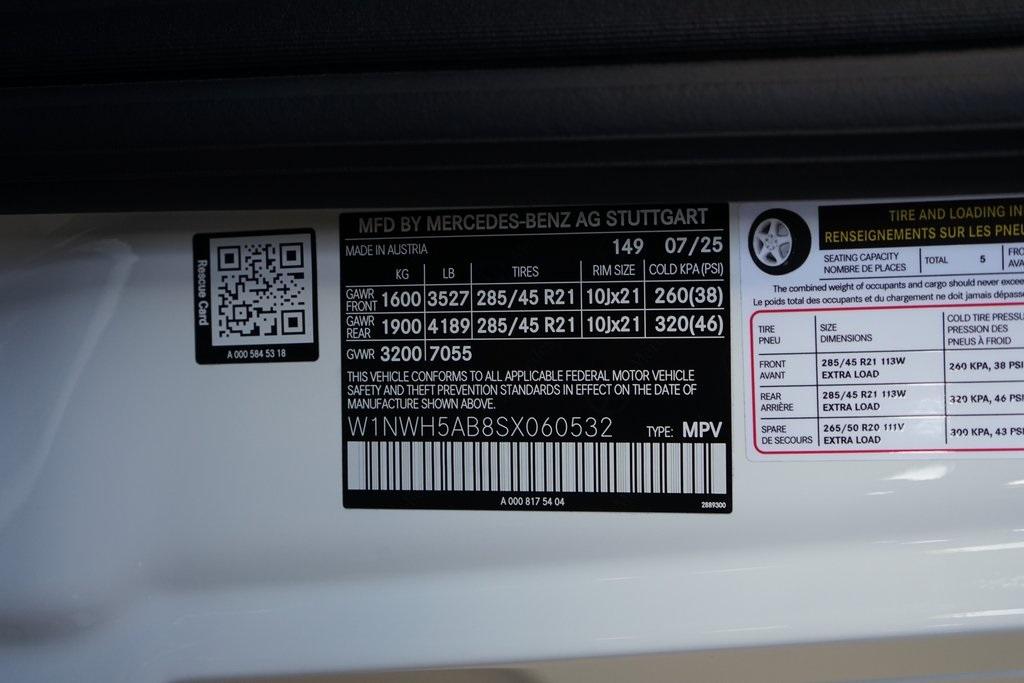 Rescue Card
A 000 584 53 18
MFD BY MERCEDES-BENZ AG STUTTGART
MADE IN AUSTRIA 149 07/25
KG LB TIRES RIM SIZE COLD KPA(PSI)
GAWR FRONT 1600 3527 285/45 R21 10Jx21 260(38)
GAWR REAR 1900 4189 285/45 R21 10Jx21 320(46)
GVWR 3200 7055
THIS VEHICLE CONFORMS TO ALL APPLICABLE FEDERAL MOTOR VEHICLE
SAFETY AND THEFT PREVENTION STANDARDS IN EFFECT ON THE DATE OF
MANUFACTURE SHOWN ABOVE.
W1NWH5AB8SX060532 TYPE: MPV
A 000 817 54 04
2889300
TIRE AND LOADING IN
RENSEIGNEMENTS SUR LES PNEU
SEATING CAPACITY
NOMBRE DE PLACES
TOTAL 5
FRO
AVA
The combined weight of occupants and cargo should never excee
Le poids total des occupants et du chargement ne doit jamais dépasse
TIRE
PNEU
SIZE
DIMENSIONS
COLD TIRE PRESSU
PRESSION DES
PNEUS À FROID
FRONT
AVANT
285/45 R21 113W
EXTRA LOAD
260 KPA, 38 PSI
REAR
ARRIÈRE
285/45 R21 113W
EXTRA LOAD
320 KPA, 46 PSI
SPARE
DE SECOURS
265/50 R20 111V
EXTRA LOAD
300 KPA, 43 PSI